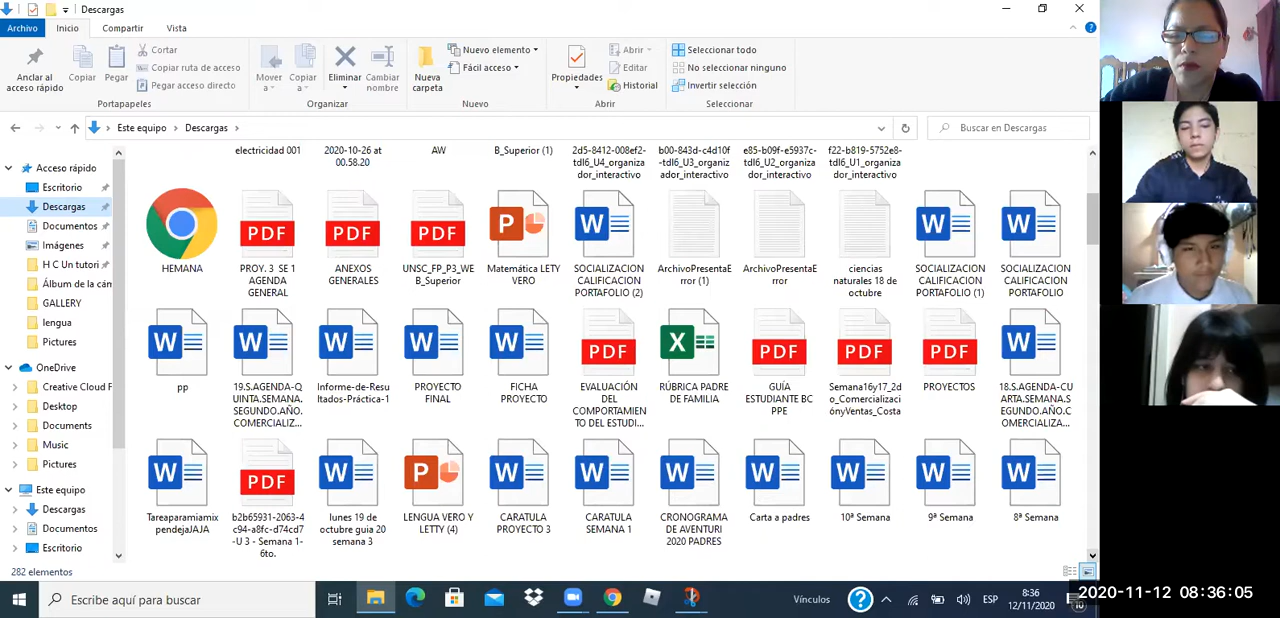 Descargas
Archivo Inicio Compartir Vista
Anclar al acceso rápido
Copiar
Pegar
Cortar
Copiar ruta de acceso
Pegar acceso directo
Portapapeles
Mover a
Copiar a
Eliminar
Cambiar nombre
Organizar
Nueva carpeta
Nuevo elemento
Fácil acceso
Nuevo
Propiedades
Abrir
Editar
Historial
Abrir
Seleccionar todo
No seleccionar ninguno
Invertir selección
Seleccionar
Este equipo > Descargas >
Buscar en Descargas
Acceso rápido
Escritorio
Descargas
Documentos
Imágenes
H C Un tutori
Álbum de la cán
GALLERY
lengua
Pictures
OneDrive
Creative Cloud F
Desktop
Documents
Music
Pictures
Este equipo
Descargas
Documentos
Escritorio
electricidad 001
2020-10-26 at
00.58.20
AW
B_Superior (1)
2d5-8412-008ef2-
tdl6_U4_organiz
ador_interactivo
b00-843d-c4d10f
-tdl6_U3_organiz
ador_interactivo
e85-b09f-e5937c-
tdl6_U2_organiza
dor_interactivo
f22-b819-5752e8-
tdl6_U1_organiza
dor_interactivo
HEMANA
PROY. 3 SE 1
AGENDA
GENERAL
ANEXOS
GENERALES
UNSC_FP_P3_WE
B_Superior
Matemática LETY
VERO
SOCIALIZACION
CALIFICACION
PORTAFOLIO (2)
ArchivoPresentaE
rror (1)
ArchivoPresentaE
rror
ciencias
naturales 18 de
octubre
SOCIALIZACION
CALIFICACION
PORTAFOLIO (1)
SOCIALIZACION
CALIFICACION
PORTAFOLIO
pp
19.S.AGENDA-Q
UINTA.SEMANA.
SEGUNDO.AÑO.
COMERCIALIZ...
Informe-de-Resu
ltados-Práctica-1
PROYECTO
FINAL
FICHA
PROYECTO
EVALUACIÓN
DEL
COMPORTAMIEN
TO DEL ESTUDI...
RÚBRICA PADRE
DE FAMILIA
GUÍA
ESTUDIANTE BC
PPE
Semana16y17_2d
o_Comercializaci
ónyVentas_Costa
PROYECTOS
18.S.AGENDA-CU
ARTA.SEMANA.S
EGUNDO.AÑO.C
OMERCIALIZA...
Tareaparamiamix
pendejaJAJA
b2b65931-2063-4
c94-a8fc-d74cd7
-U 3 - Semana 1-
6to.
lunes 19 de
octubre guia 20
semana 3
LENGUA VERO Y
LETTY (4)
CARATULA
PROYECTO 3
CARATULA
SEMANA 1
CRONOGRAMA
DE AVENTURI
2020 PADRES
Carta a padres
10ª Semana
9ª Semana
8ª Semana
282 elementos
Escribe aquí para buscar
Vínculos
ESP
8:36
12/11/2020
10
2020-11-12 08:36:05